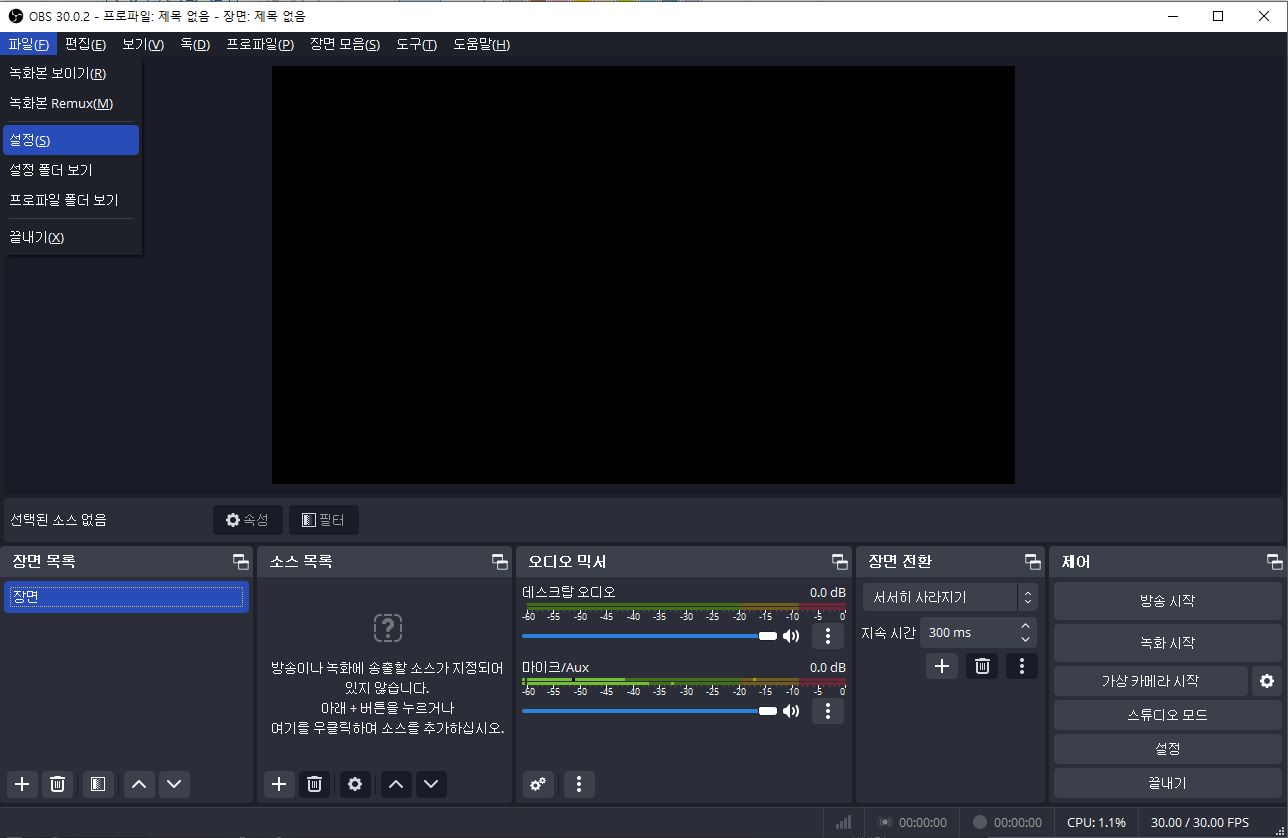 OBS 30.0.2 - 프로파일: 제목 없음 - 장면: 제목 없음
파일(F) 편집(E) 보기(V) 독(D) 프로파일(P) 장면 모음(S) 도구(T) 도움말(H)
녹화본 보이기(R)
녹화본 Remux(M)
설정(S)
설정 폴더 보기
프로파일 폴더 보기
끝내기(X)
선택된 소스 없음 속성 필터
장면 목록
장면
소스 목록
방송이나 녹화에 송출할 소스가 지정되어
있지 않습니다.
아래 + 버튼을 누르거나
여기를 우클릭하여 소스를 추가하십시오.
오디오 믹서
데스크탑 오디오 0.0 dB
-60 -55 -50 -45 -40 -35 -30 -25 -20 -15 -10 -5 0
마이크/Aux 0.0 dB
-60 -55 -50 -45 -40 -35 -30 -25 -20 -15 -10 -5 0
장면 전환
서서히 사라지기
지속 시간 300 ms
제어
방송 시작
녹화 시작
가상 카메라 시작
스튜디오 모드
설정
끝내기
00:00:00 00:00:00 CPU: 1.1% 30.00 / 30.00 FPS